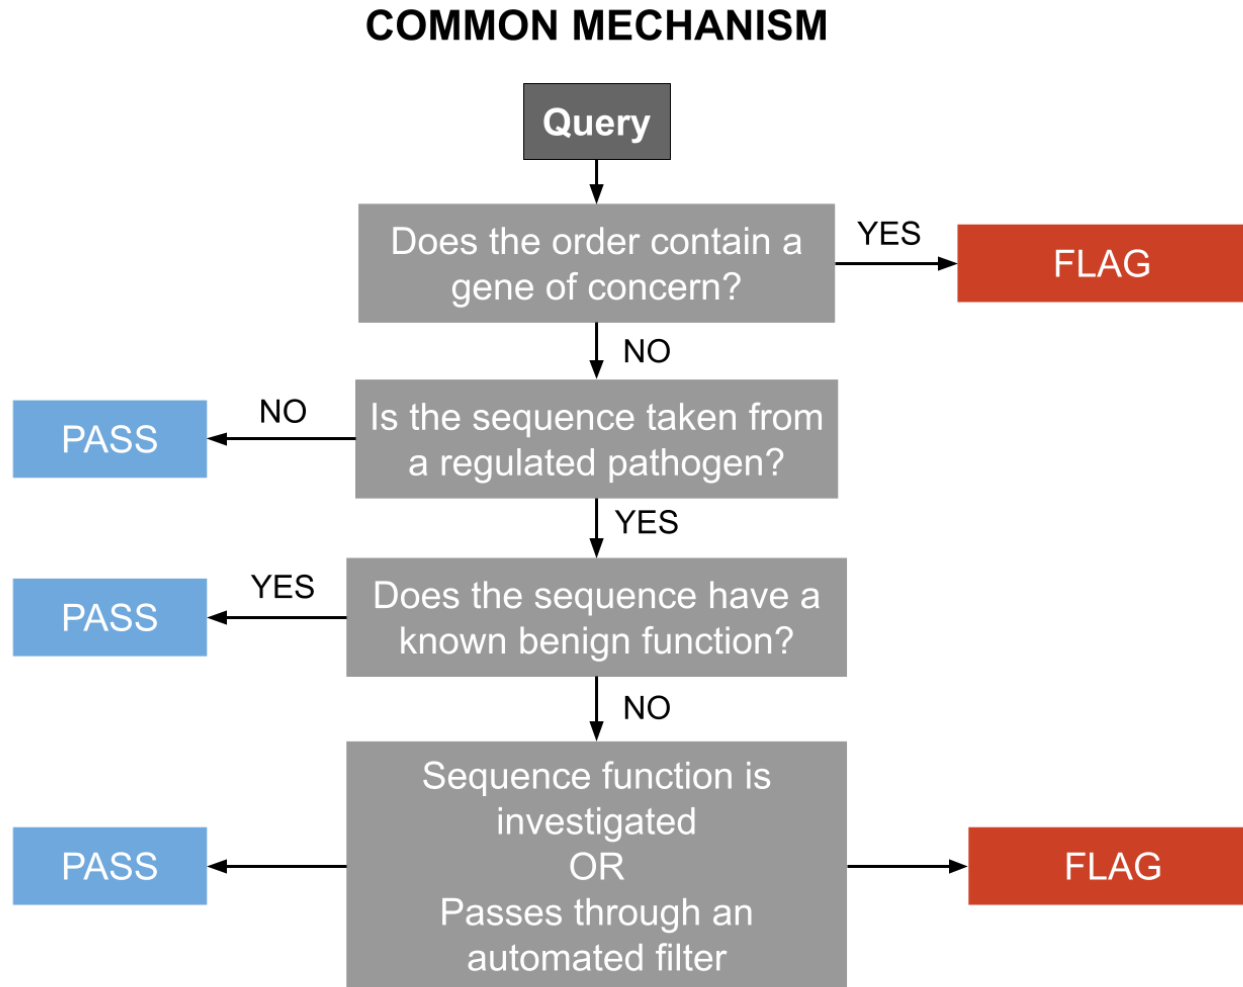 COMMON MECHANISM
Query
Does the order contain a
gene of concern?
YES
FLAG
NO
Is the sequence taken from
a regulated pathogen?
NO
PASS
YES
Does the sequence have a
known benign function?
YES
PASS
NO
Sequence function is
investigated
OR
Passes through an
automated filter
PASS
FLAG